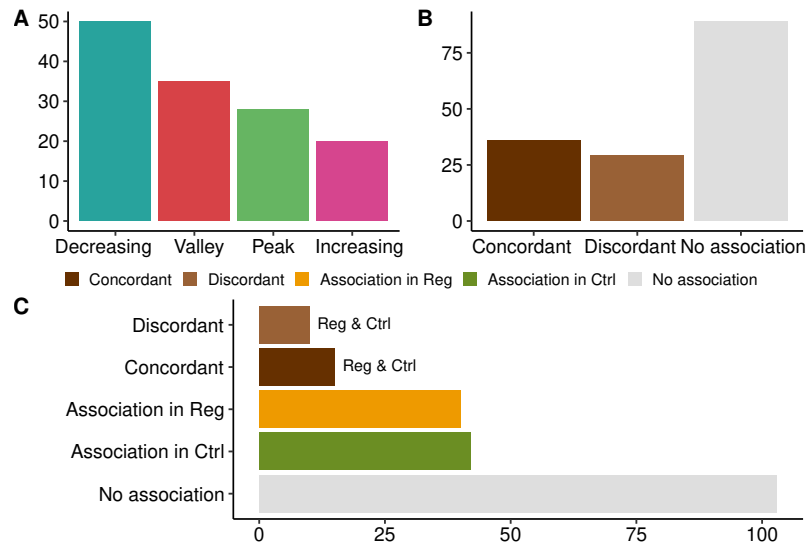 A
50
40
30
20
10
0
Decreasing Valley Peak Increasing
B
75
50
25
0
Concordant Discordant No association
Concordant Discordant Association in Reg Association in Ctrl No association
C
Discordant Reg & Ctrl
Concordant Reg & Ctrl
Association in Reg
Association in Ctrl
No association
0 25 50 75 100